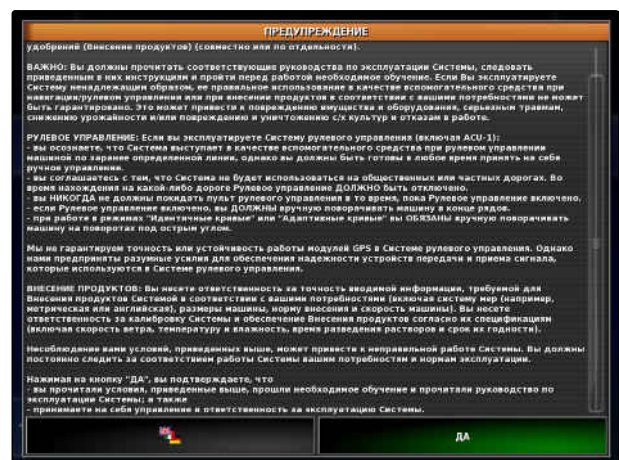 ПРЕДУПРЕЖДЕНИЕ
удобрений (Внесение продуктов) (совместно или по отдельности).
ВАЖНО: Вы должны прочитать соответствующие руководства по эксплуатации Системы, следовать
приведенным в них инструкциям и пройти перед работой необходимое обучение. Если Вы эксплуатируете
Систему ненадлежащим образом, ее правильное использование в качестве вспомогательного средства при
навигации/рулевом управлении или при внесении продуктов в соответствии с вашими потребностями не может
быть гарантировано. Это может привести к повреждению имущества и оборудования, серьезным травмам,
снижению урожайности и/или повреждению и уничтожению с/х культур и отказам в работе.
РУЛЕВОЕ УПРАВЛЕНИЕ: Если вы эксплуатируете Систему рулевого управления (включая ACU-1):
- вы осознаете, что Система выступает в качестве вспомогательного средства при рулевом управлении
машиной по заранее определенной линии, однако вы должны быть готовы в любое время принять на себя
ручное управление.
- вы соглашаетесь с тем, что Система не будет использоваться на общественных или частных дорогах. Во
время нахождения на какой-либо дороге Рулевое управление ДОЛЖНО быть отключено.
- вы НИКОГДА не должны покидать пульт рулевого управления в то время, пока Рулевое управление включено.
- если Рулевое управление включено, вы ДОЛЖНЫ вручную поворачивать машину в конце рядов.
- при работе в режимах "Идентичные кривые" или "Адаптивные кривые" вы ОБЯЗАНЫ вручную поворачивать
машину на поворотах под острым углом.
Мы не гарантируем точность или устойчивость работы модулей GPS в Системе рулевого управления. Однако
нами предприняты разумные усилия для обеспечения надежности устройств передачи и приема сигнала,
которые используются в Системе рулевого управления.
ВНЕСЕНИЕ ПРОДУКТОВ: Вы несете ответственность за точность вводимой информации, требуемой для
Внесения продуктов Системой в соответствии с вашими потребностями (включая систему мер (например,
метрическая или английская), размеры машины, норму внесения и скорость машины). Вы несете
ответственность за калибровку Системы и обеспечение Внесения продуктов согласно их спецификациям
(включая скорость ветра, температуру и влажность, время разведения растворов и срок их годности).
Несоблюдение вами условий, приведенных выше, может привести к неправильной работе Системы. Вы должны
постоянно следить за соответствием работы Системы вашим потребностям и нормам эксплуатации.
Нажимая на кнопку "ДА", вы подтверждаете, что
- вы прочитали условия, приведенные выше, прошли необходимое обучение и прочитали руководство по
эксплуатации Системы; а также
- принимаете на себя управление и ответственность за эксплуатацию Системы.
ДА